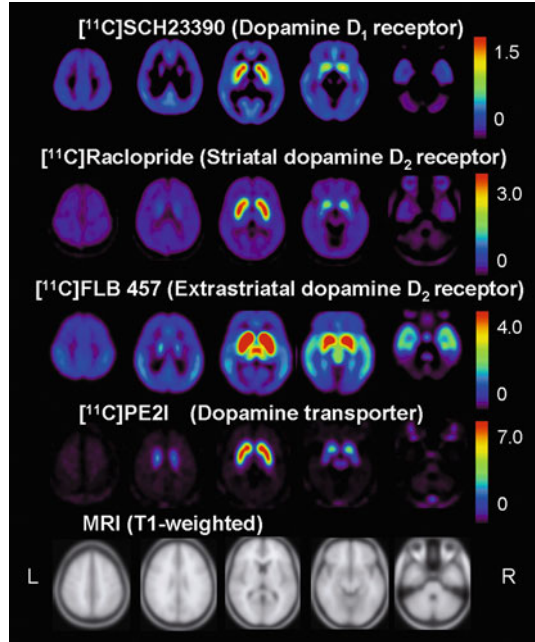 [¹¹C]SCH23390 (Dopamine D₁ receptor)
1.5
0
[¹¹C]Raclopride (Striatal dopamine D₂ receptor)
3.0
0
[¹¹C]FLB 457 (Extrastriatal dopamine D₂ receptor)
4.0
0
[¹¹C]PE2I (Dopamine transporter)
7.0
0
MRI (T1-weighted)
L R